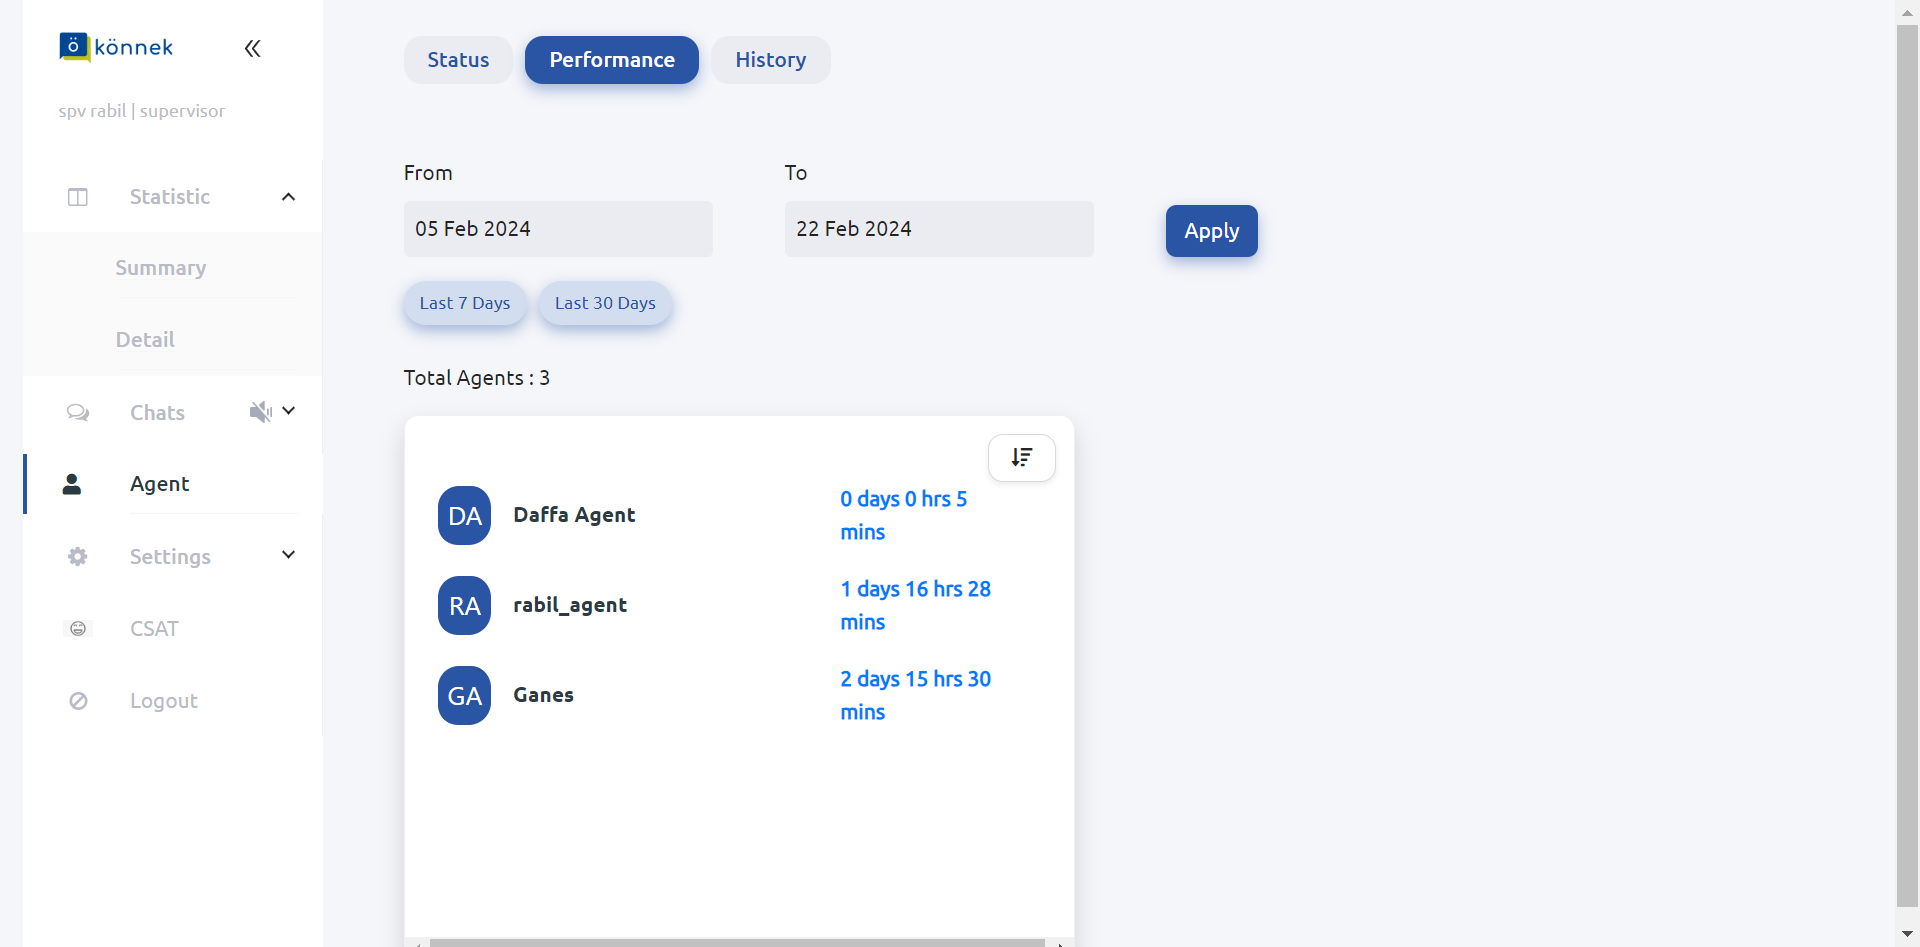 ö könnek
spv rabil | supervisor
Statistic
Summary
Detail
Chats
Agent
Settings
CSAT
Logout
Status
Performance
History
From
To
05 Feb 2024
22 Feb 2024
Apply
Last 7 Days
Last 30 Days
Total Agents : 3
DA
Daffa Agent
0 days 0 hrs 5
mins
RA
rabil_agent
1 days 16 hrs 28
mins
GA
Ganes
2 days 15 hrs 30
mins